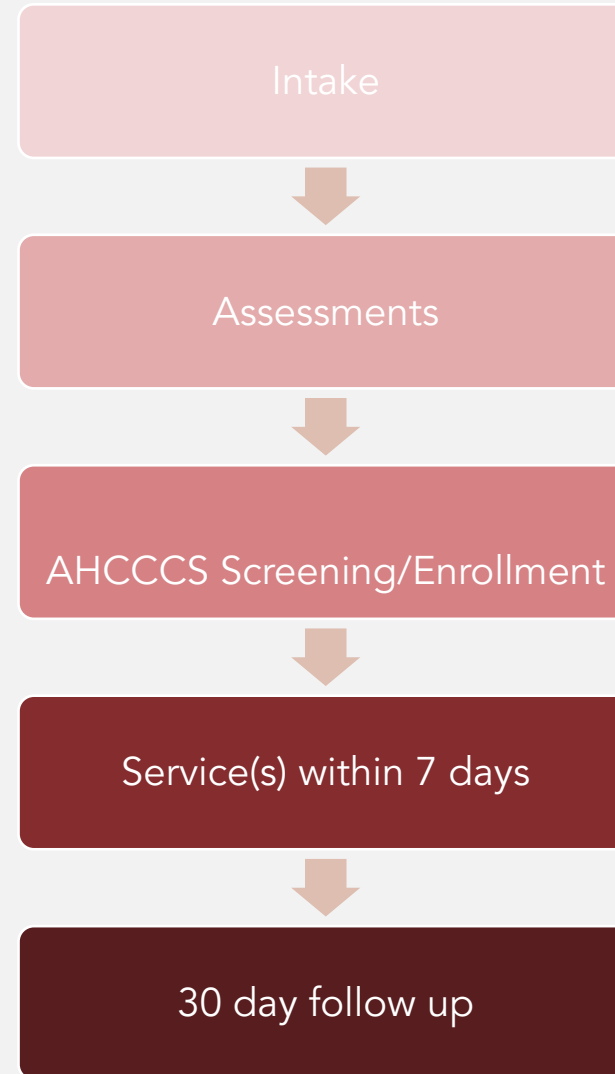 Intake
Assessments
AHCCCS Screening/Enrollment
Service(s) within 7 days
30 day follow up